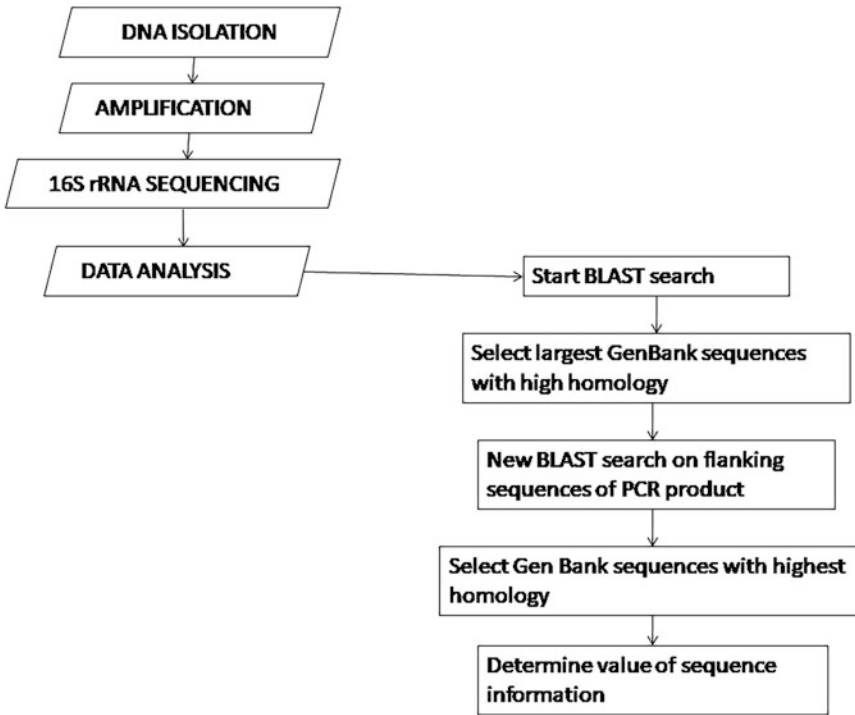 DNA ISOLATION
AMPLIFICATION
16S rRNA SEQUENCING
DATA ANALYSIS
Start BLAST search
Select largest GenBank sequences
with high homology
New BLAST search on flanking
sequences of PCR product
Select Gen Bank sequences with highest
homology
Determine value of sequence
information